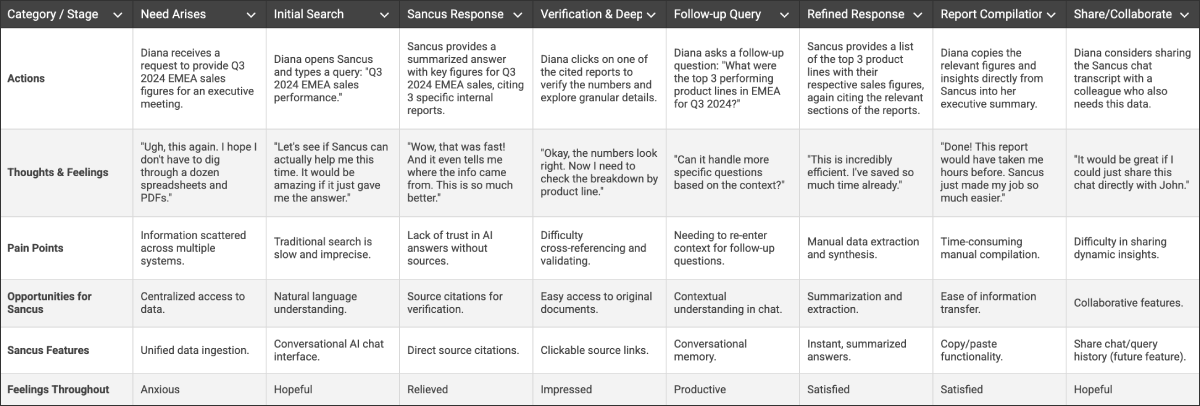 Category / Stage
Need Arises
Initial Search
Sancus Response
Verification & Deep
Follow-up Query
Refined Response
Report Compilation
Share/Collaborate
Actions
Diana receives a
request to provide Q3
2024 EMEA sales
figures for an executive
meeting.
Diana opens Sancus
and types a query: "Q3
2024 EMEA sales
performance."
Sancus provides a
summarized answer
with key figures for Q3
2024 EMEA sales, citing
3 specific internal
reports.
Diana clicks on one of
the cited reports to
verify the numbers and
explore granular details.
Diana asks a follow-up
question: "What were
the top 3 performing
product lines in EMEA
for Q3 2024?"
Sancus provides a list
of the top 3 product
lines with their
respective sales figures,
again citing the relevant
sections of the reports.
Diana copies the
relevant figures and
insights directly from
Sancus into her
executive summary.
Diana considers sharing
the Sancus chat
transcript with a
colleague who also
needs this data.
Thoughts & Feelings
"Ugh, this again. I hope I
don't have to dig
through a dozen
spreadsheets and
PDFs."
"Let's see if Sancus can
actually help me this
time. It would be
amazing if it just gave
me the answer."
"Wow, that was fast!
And it even tells me
where the info came
from. This is so much
better."
"Okay, the numbers look
right. Now I need to
check the breakdown by
product line."
"Can it handle more
specific questions
based on the context?"
"This is incredibly
efficient. I've saved so
much time already."
"Done! This report
would have taken me
hours before. Sancus
just made my job so
much easier."
"It would be great if I
could just share this
chat directly with John."
Pain Points
Information scattered
across multiple
systems.
Traditional search is
slow and imprecise.
Lack of trust in AI
answers without
sources.
Difficulty
cross-referencing and
validating.
Needing to re-enter
context for follow-up
questions.
Manual data extraction
and synthesis.
Time-consuming
manual compilation.
Difficulty in sharing
dynamic insights.
Opportunities for
Sancus
Centralized access to
data.
Natural language
understanding.
Source citations for
verification.
Easy access to original
documents.
Contextual
understanding in chat.
Summarization and
extraction.
Ease of information
transfer.
Collaborative features.
Sancus Features
Unified data ingestion.
Conversational AI chat
interface.
Direct source citations.
Clickable source links.
Conversational
memory.
Instant, summarized
answers.
Copy/paste
functionality.
Share chat/query
history (future feature).
Feelings Throughout
Anxious
Hopeful
Relieved
Impressed
Productive
Satisfied
Satisfied
Hopeful